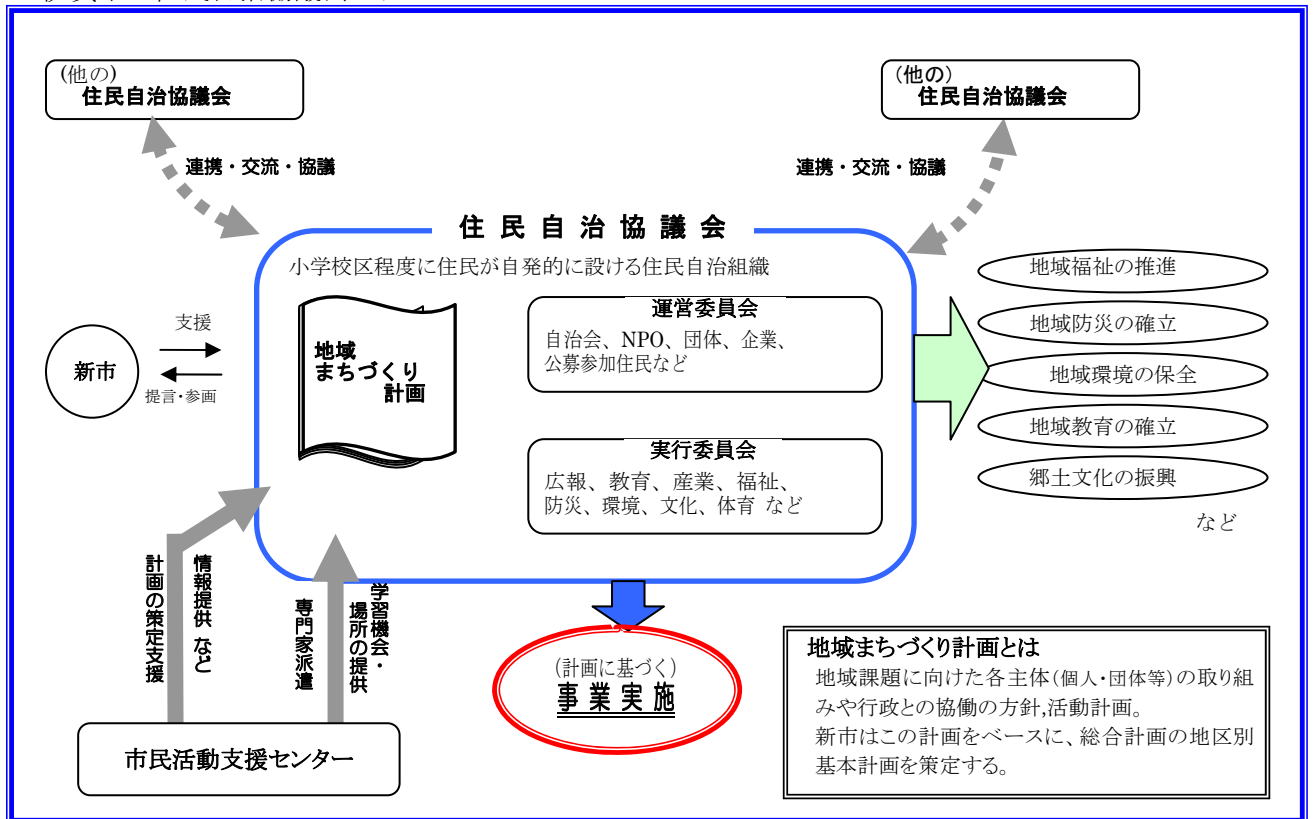 (他の)
住民自治協議会
(他の)
住民自治協議会
連携・交流・協議
連携・交流・協議
住民自治協議会
小学校区程度に住民が自発的に設ける住民自治組織
地域
まちづくり
計画
運営委員会
自治会、NPO、団体、企業、
公募参加住民など
実行委員会
広報、教育、産業、福祉、
防災、環境、文化、体育 など
新市
支援
提言・参画
地域福祉の推進
地域防災の確立
地域環境の保全
地域教育の確立
郷土文化の振興
など
情報提供 など
計画の策定支援
学習機会・
場所の提供
専門家派遣
市民活動支援センター
(計画に基づく)
事業実施
地域まちづくり計画とは
地域課題に向けた各主体(個人・団体等)の取り組
みや行政との協働の方針,活動計画。
新市はこの計画をベースに、総合計画の地区別
基本計画を策定する。